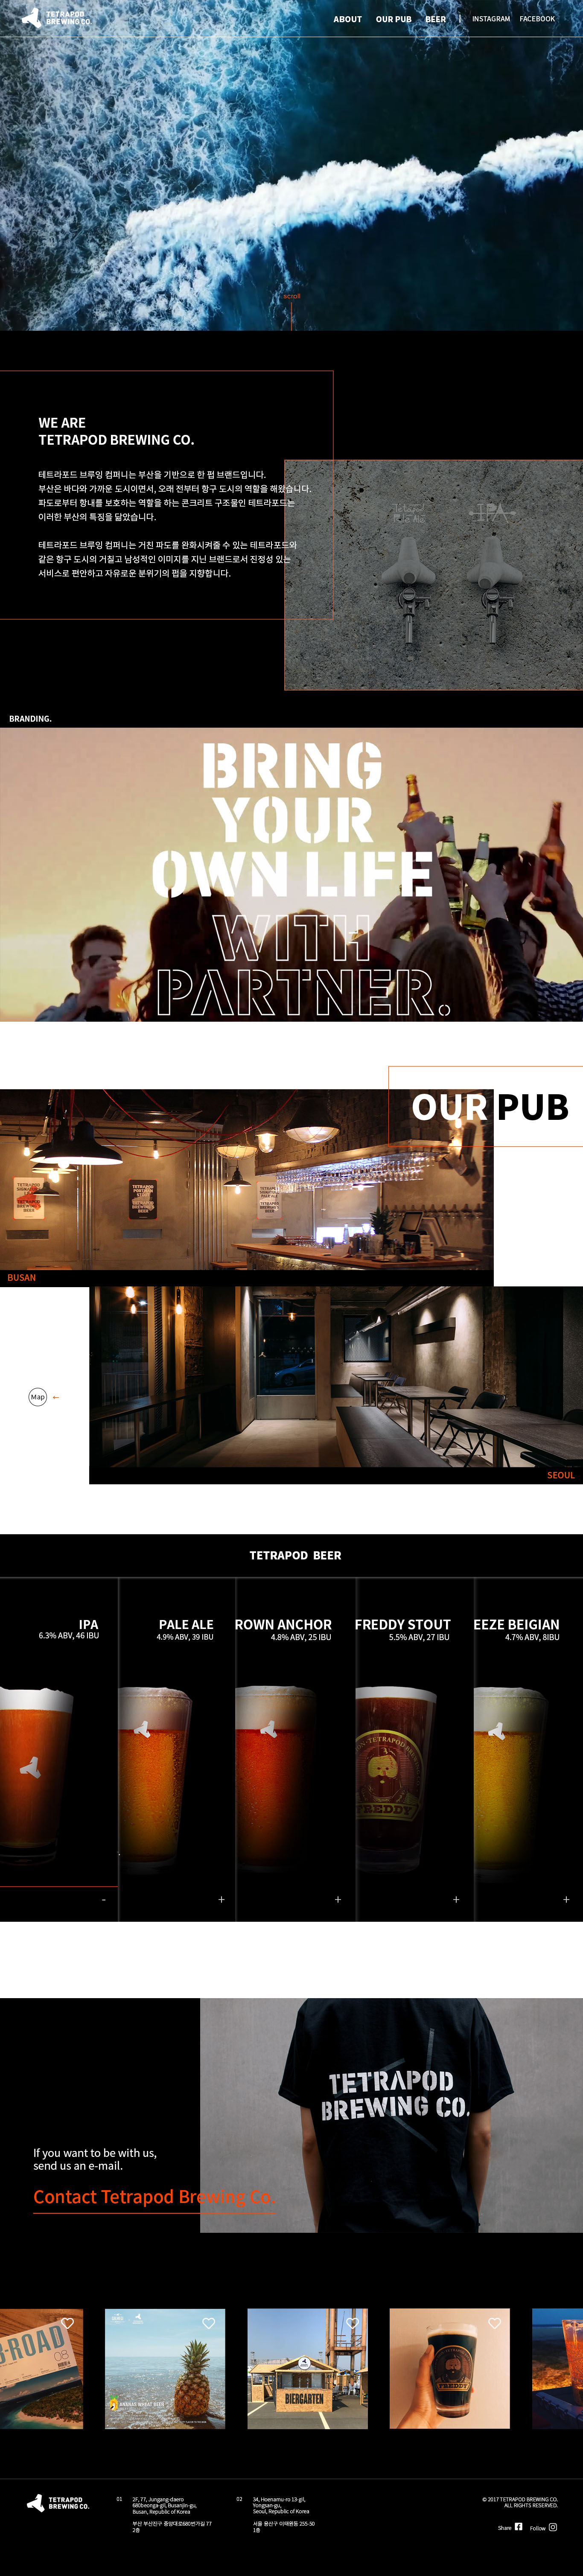 TETRAPOD
BREWING CO.
ABOUT OUR PUB BEER | INSTAGRAM FACEBOOK
scroll
WE ARE
TETRAPOD BREWING CO.
테트라포드 브루잉 컴퍼니는 부산을 기반으로 한 펍 브랜드입니다.
부산은 바다와 가까운 도시이면서, 오래 전부터 항구 도시의 역할을 해왔습니다.
파도로부터 항내를 보호하는 역할을 하는 콘크리트 구조물인 테트라포드는
이러한 부산의 특징을 닮았습니다.
테트라포드 브루잉 컴퍼니는 거친 파도를 완화시켜줄 수 있는 테트라포드와
같은 항구 도시의 거칠고 남성적인 이미지를 지닌 브랜드로서 진정성 있는
서비스로 편안하고 자유로운 분위기의 펍을 지향합니다.
IPA
BRANDING.
BRING
YOUR
OWN LIFE
WITH
PARTNER.
OUR PUB
BUSAN
Map ←
SEOUL
TETRAPOD BEER
IPA
6.3% ABV, 46 IBU
PALE ALE
4.9% ABV, 39 IBU
ROWN ANCHOR
4.8% ABV, 25 IBU
FREDDY STOUT
5.5% ABV, 27 IBU
EEZE BEIGIAN
4.7% ABV, 8IBU
FREDDY
- + + + +
TETRAPOD
BREWING CO.
If you want to be with us,
send us an e-mail.
Contact Tetrapod Brewing Co.
B-ROAD
08
BIERGARTEN
FREDDY
TETRAPOD
BREWING CO.
01
2F, 77, Jungang-daero
680beonga-gil, Busanjin-gu,
Busan, Republic of Korea
부산 부산진구 중앙대로680번가길 77
2층
02
34, Hoenamu-ro 13-gil,
Yongsan-gu,
Seoul, Republic of Korea
서울 용산구 이태원동 255-50
1층
© 2017 TETRAPOD BREWING CO.
ALL RIGHTS RESERVED.
Share Follow